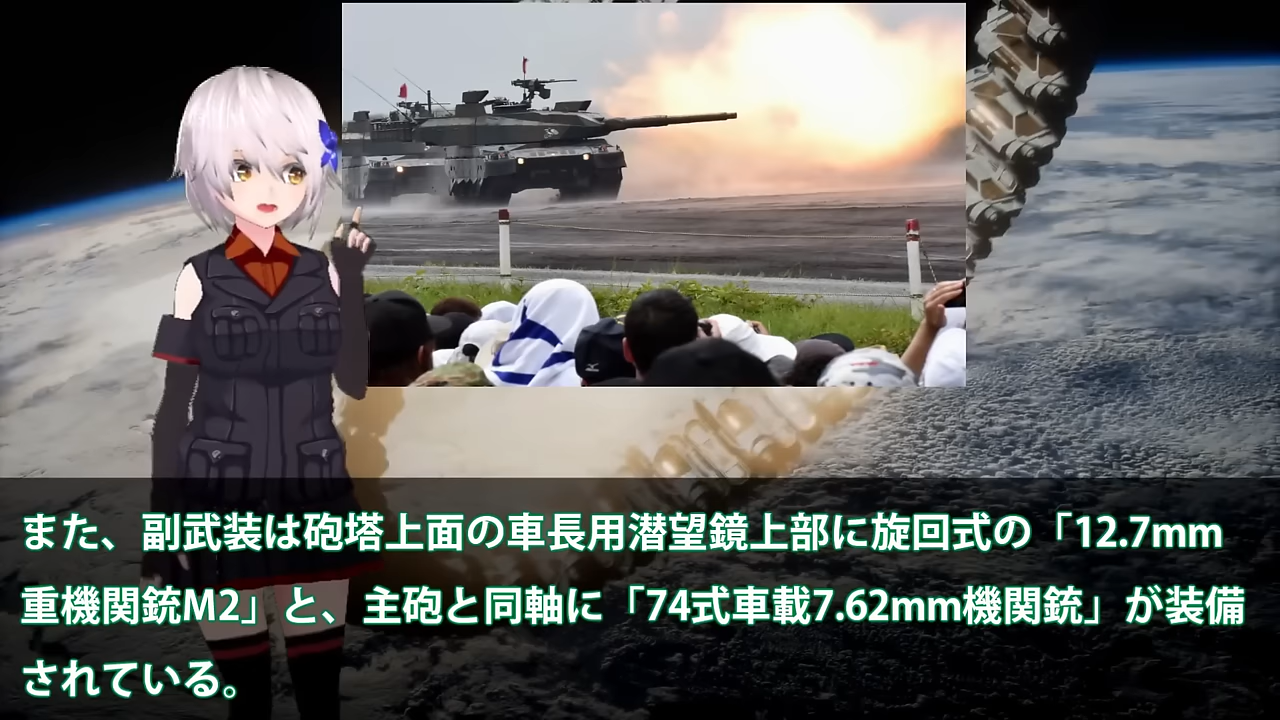 また、副武装は砲塔上面の車長用潜望鏡上部に旋回式の「12.7mm
重機関銃M2」と、主砲と同軸に「74式車載7.62mm機関銃」が装備
されている。